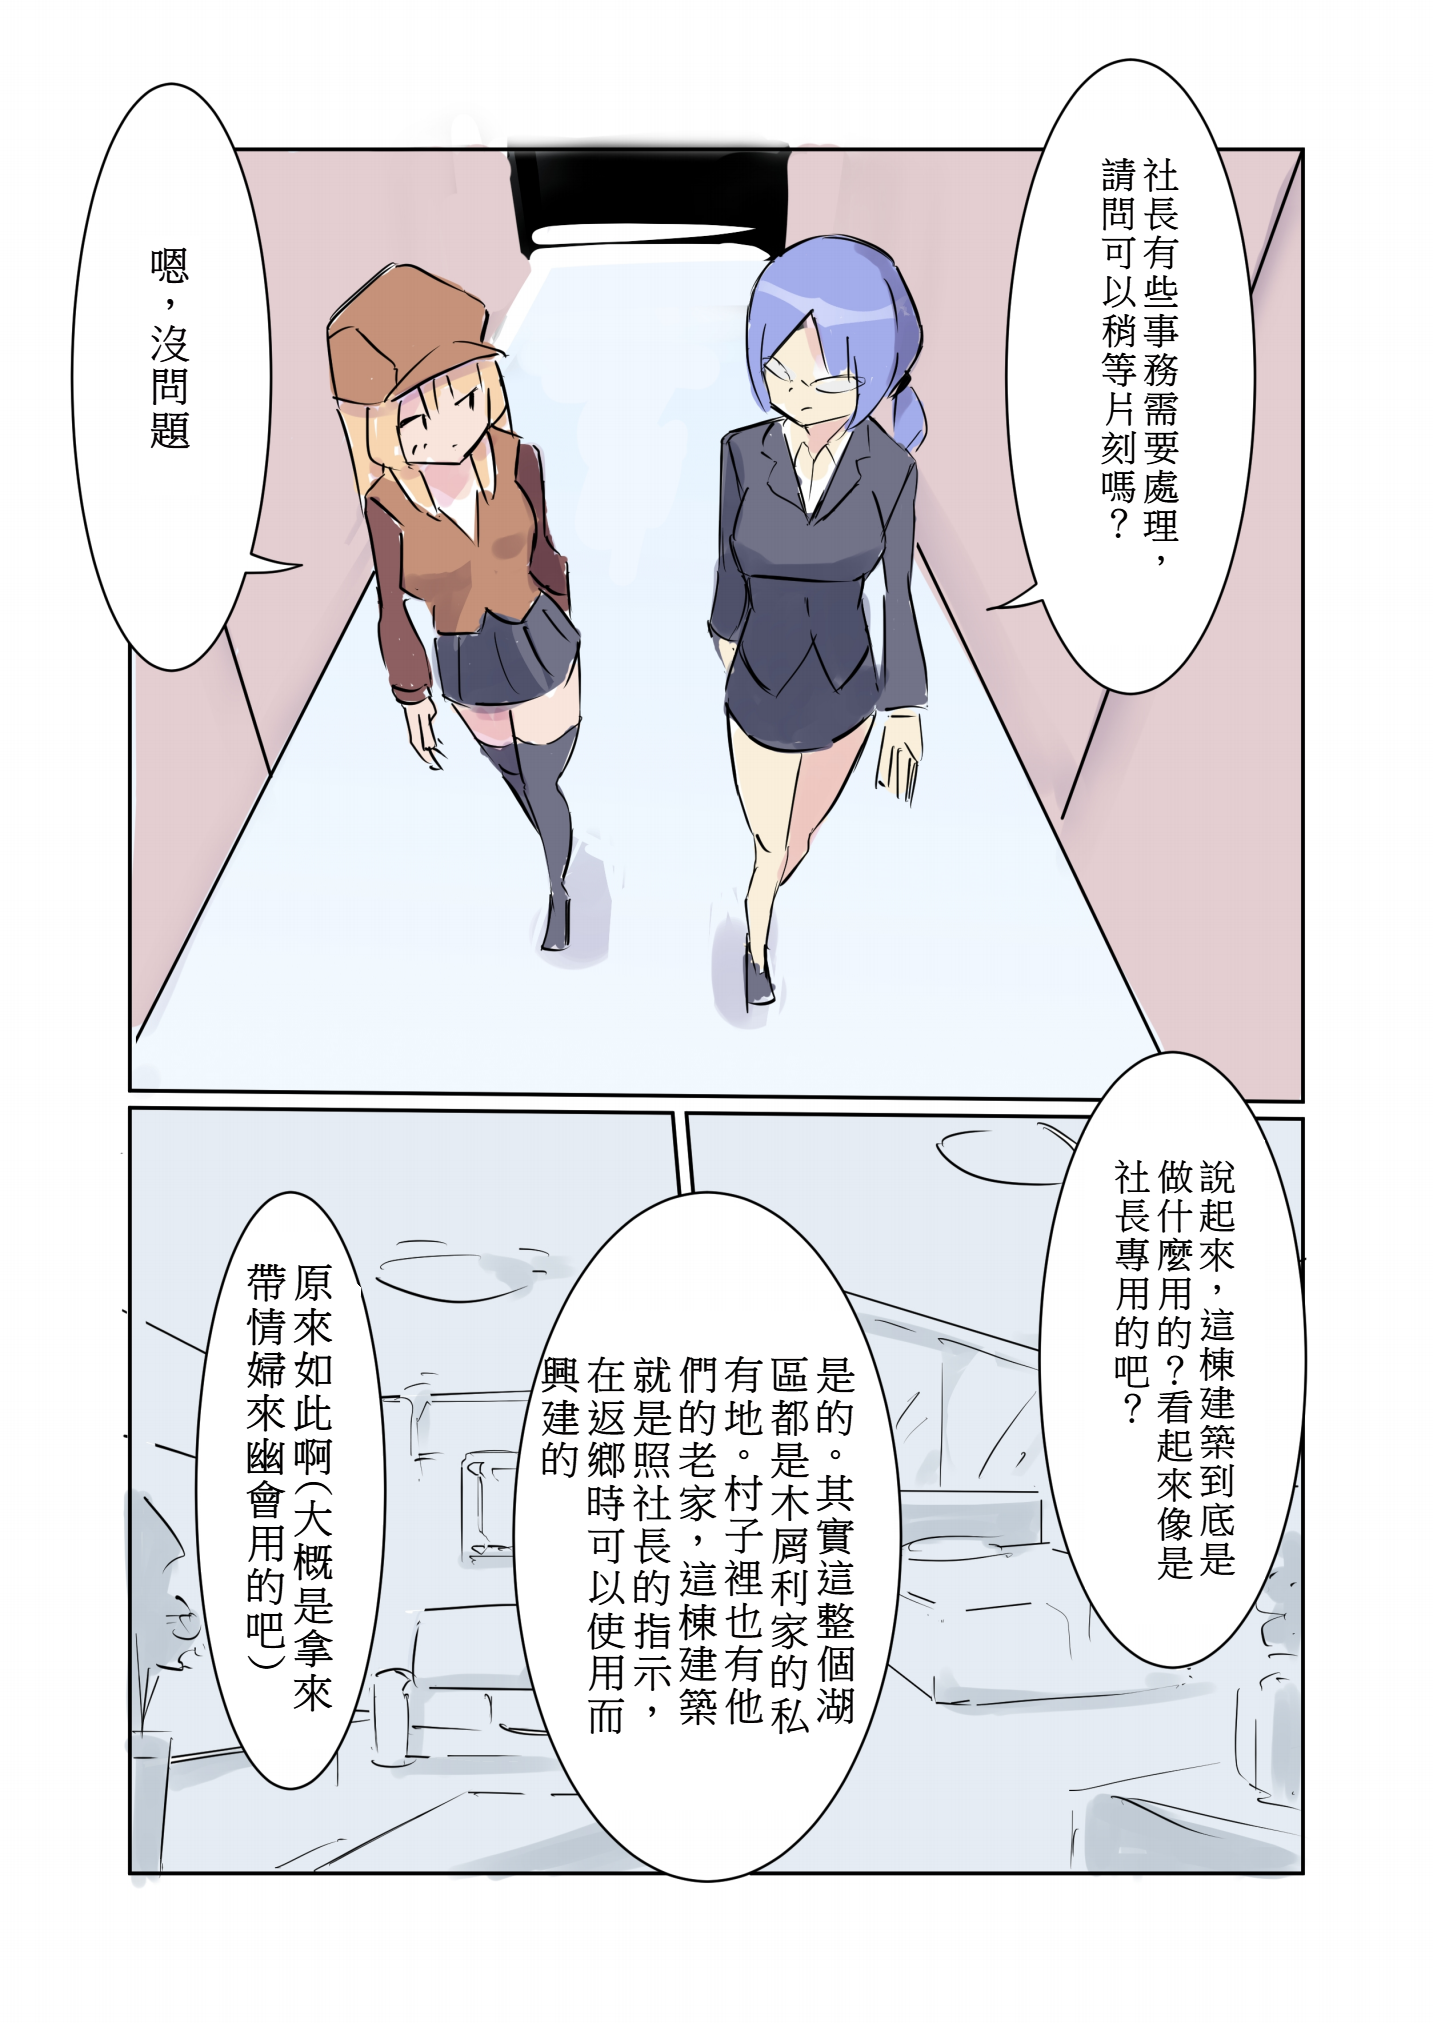 社長有些事務需要處理，
請問可以稍等片刻嗎？
嗯，沒問題
說起來，這棟建築到底是
做什麼用的？看起來像是
社長專用的吧？
是的。其實這整個湖
區都是木屑利家的私
有地。村子裡也有他
們的老家，這棟建築
就是照社長的指示，
在返鄉時可以使用而
興建的
原來如此啊(大概是拿來
帶情婦來幽會用的吧)